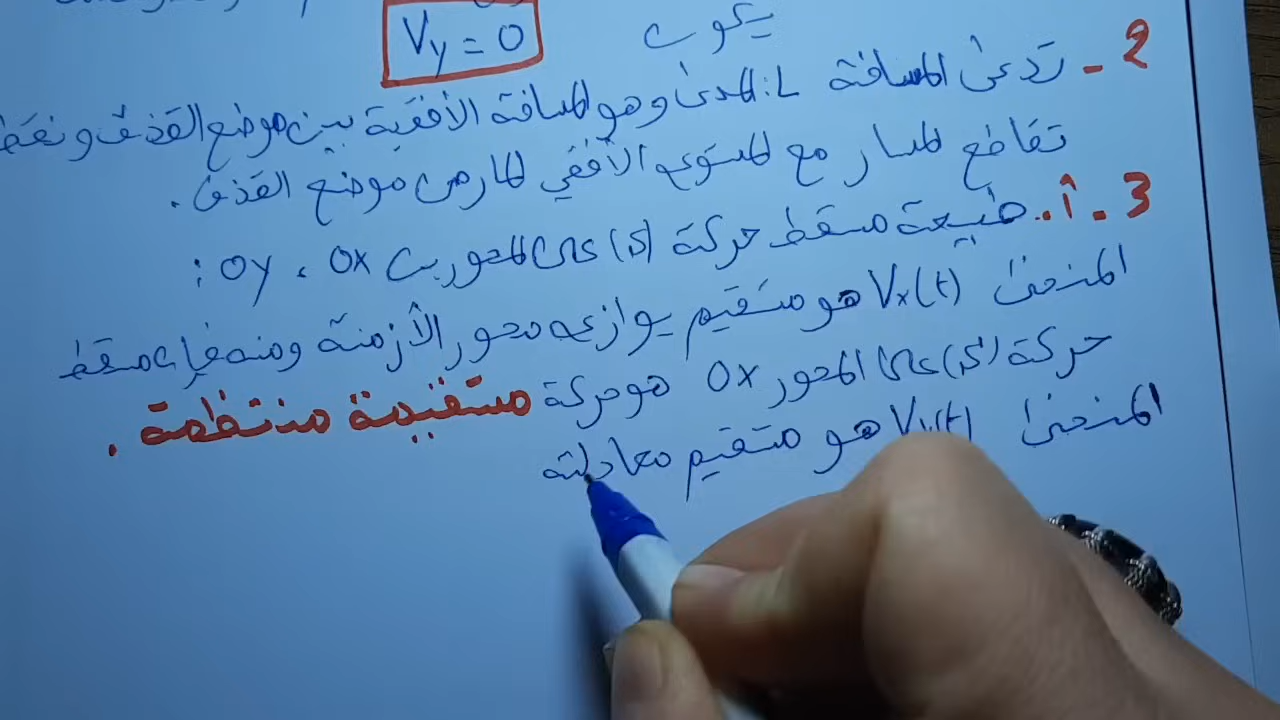 يكون
Vy = 0
2 - تدعى المسافة L : المدى وهو المسافة الأفقية بين موضع القذف و نقط
تقاطع المسار مع المستوى الأفقي المار من موضع القذف .
3 - أ . طبيعة مسقط حركة (S) على المحورين OX ، OY :
المنحنى Vx(t) هو مستقيم يوازي محور الأزمنة ومنه فإن مسقط
حركة (S) على المحور OX هو حركة مستقيمة منتظمة .
المنحنى Vy(t) هو مستقيم معادلته